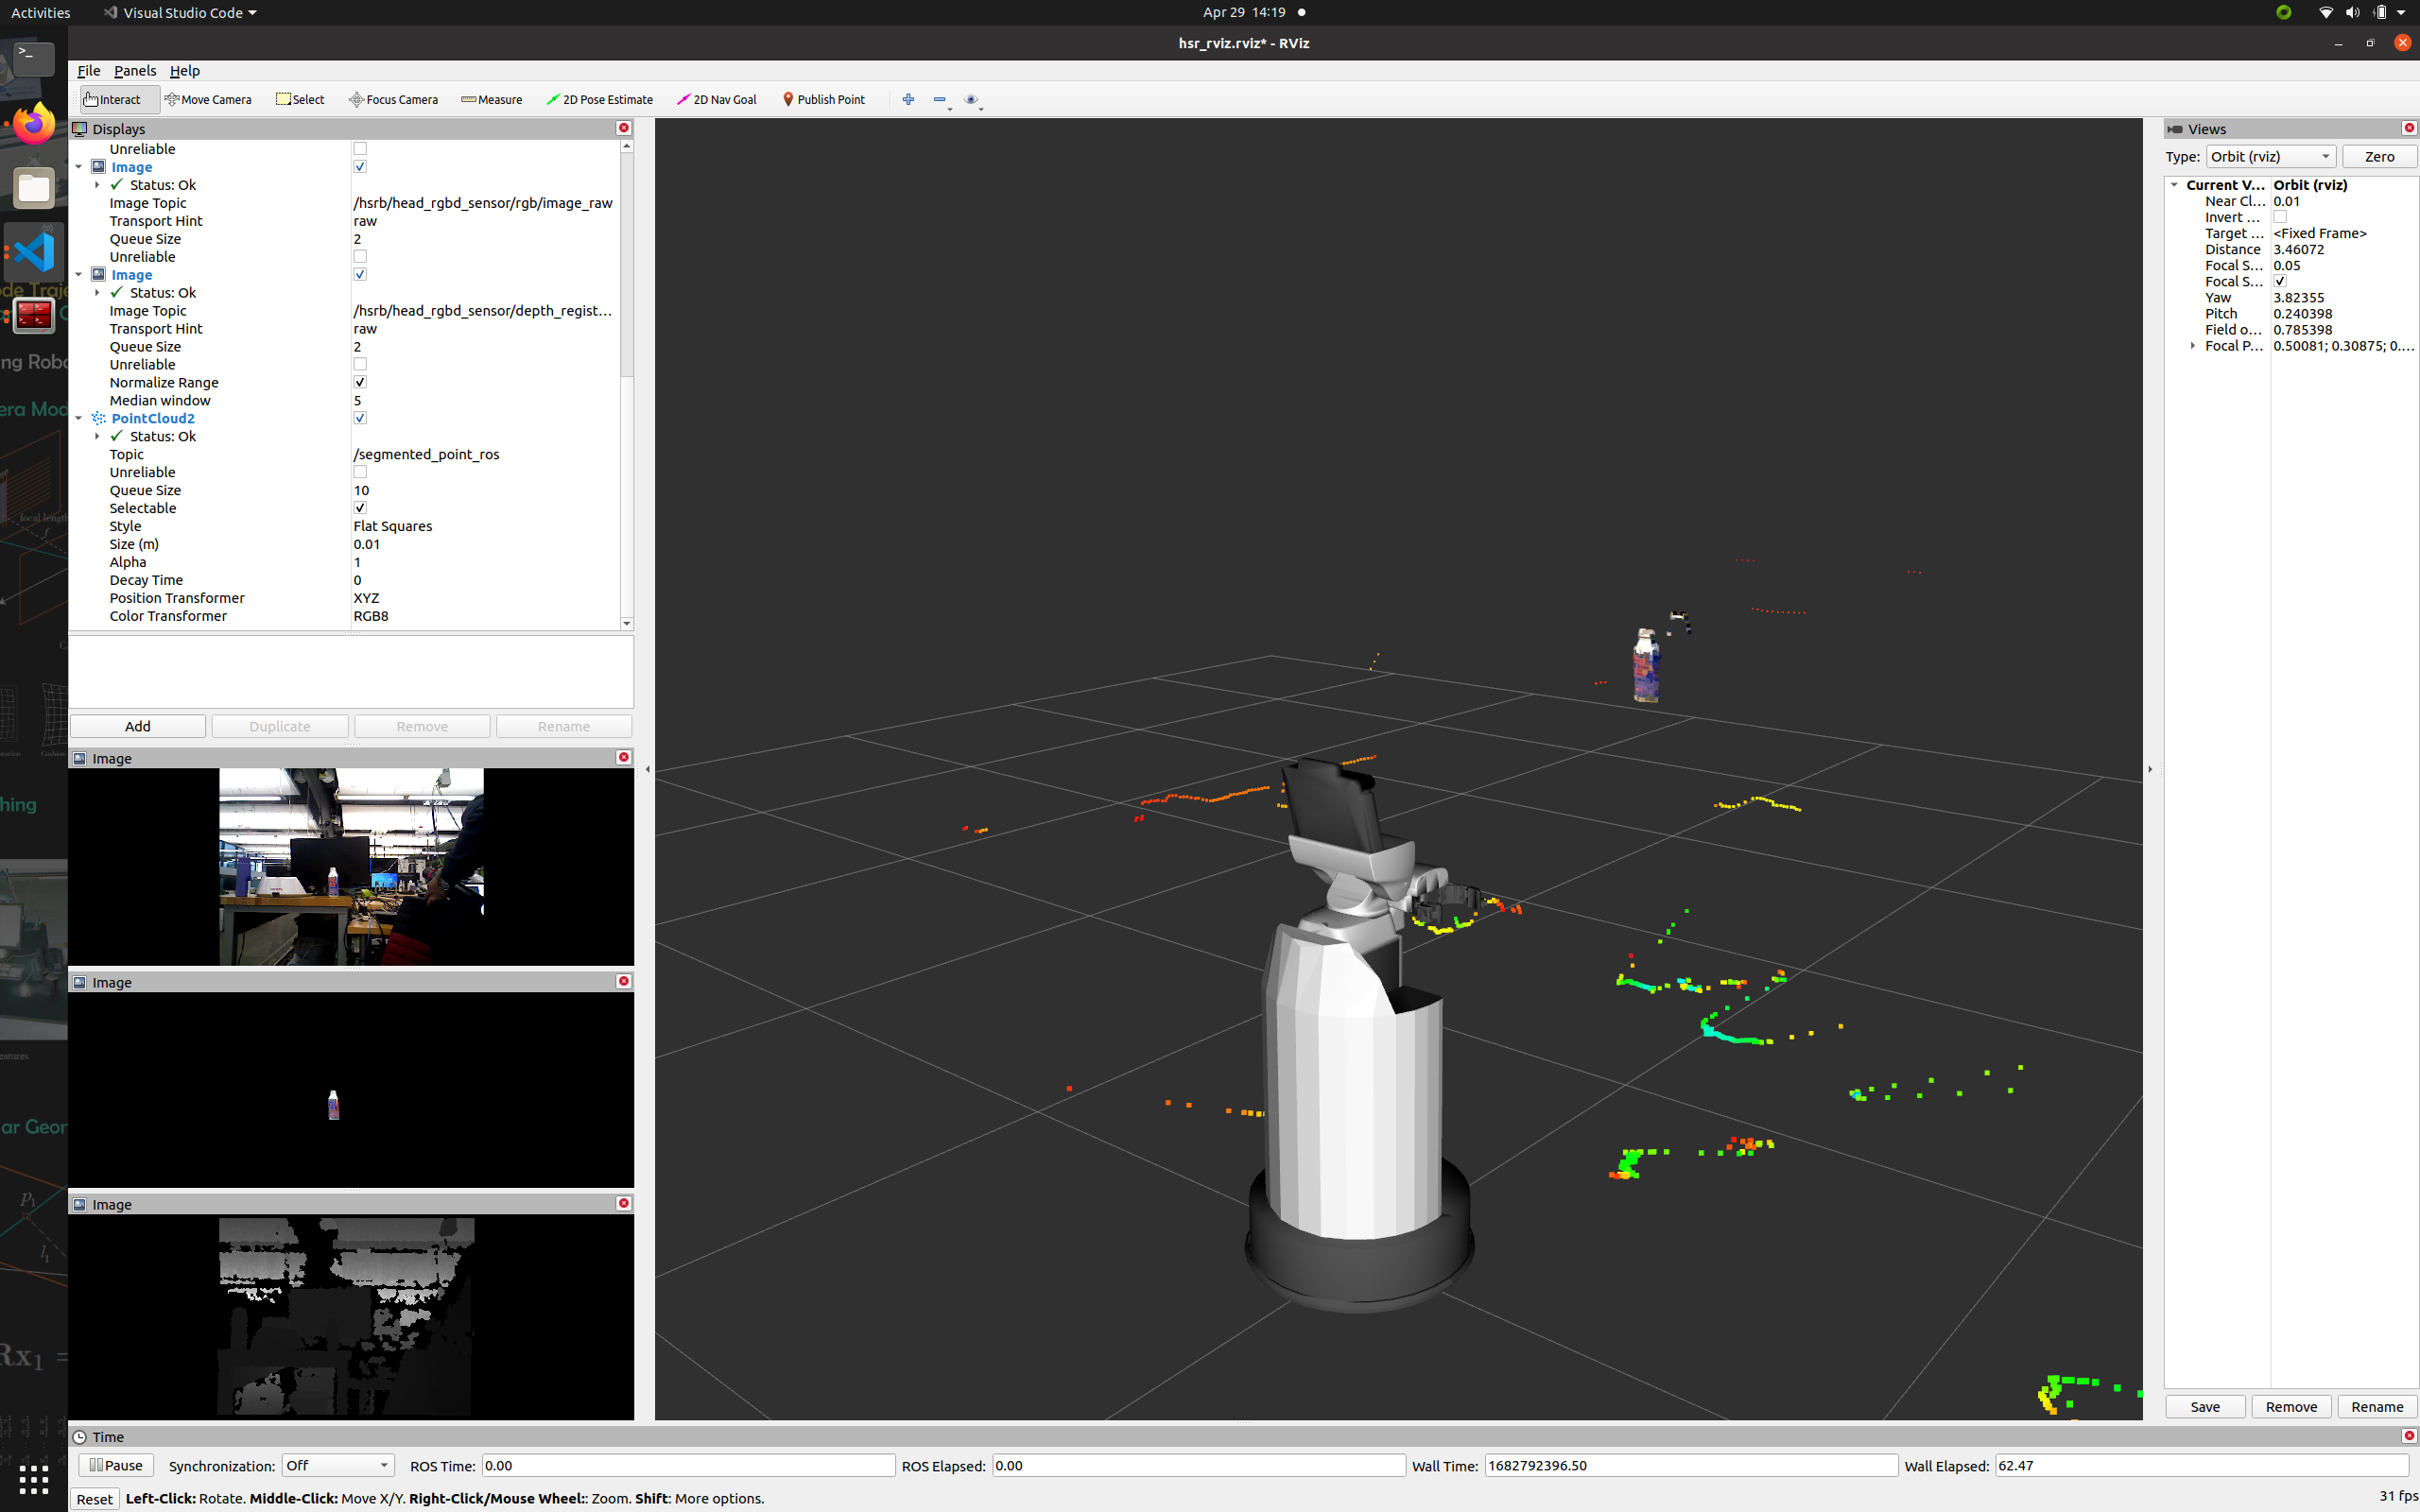 Activities
Visual Studio Code
Apr 29 14:19
hsr_rviz.rviz* - RViz
File Panels Help
Interact Move Camera Select Focus Camera Measure 2D Pose Estimate 2D Nav Goal Publish Point
Displays
Unreliable
Image
Status: Ok
Image Topic /hsrb/head_rgbd_sensor/rgb/image_raw
Transport Hint raw
Queue Size 2
Unreliable
Image
Status: Ok
Image Topic /hsrb/head_rgbd_sensor/depth_regist...
Transport Hint raw
Queue Size 2
Unreliable
Normalize Range
Median window 5
PointCloud2
Status: Ok
Topic /segmented_point_ros
Unreliable
Queue Size 10
Selectable
Style Flat Squares
Size (m) 0.01
Alpha 1
Decay Time 0
Position Transformer XYZ
Color Transformer RGB8
Add Duplicate Remove Rename
Image
Image
Image
Views
Type: Orbit (rviz) Zero
Current V... Orbit (rviz)
Near Cl... 0.01
Invert ...
Target ... <Fixed Frame>
Distance 3.46072
Focal S... 0.05
Focal S...
Yaw 3.82355
Pitch 0.240398
Field o... 0.785398
Focal P... 0.50081; 0.30875; 0....
Save Remove Rename
Time
Pause Synchronization: Off ROS Time: 0.00 ROS Elapsed: 0.00 Wall Time: 1682792396.50 Wall Elapsed: 62.47
Reset Left-Click: Rotate. Middle-Click: Move X/Y. Right-Click/Mouse Wheel:: Zoom. Shift: More options. 31 fps